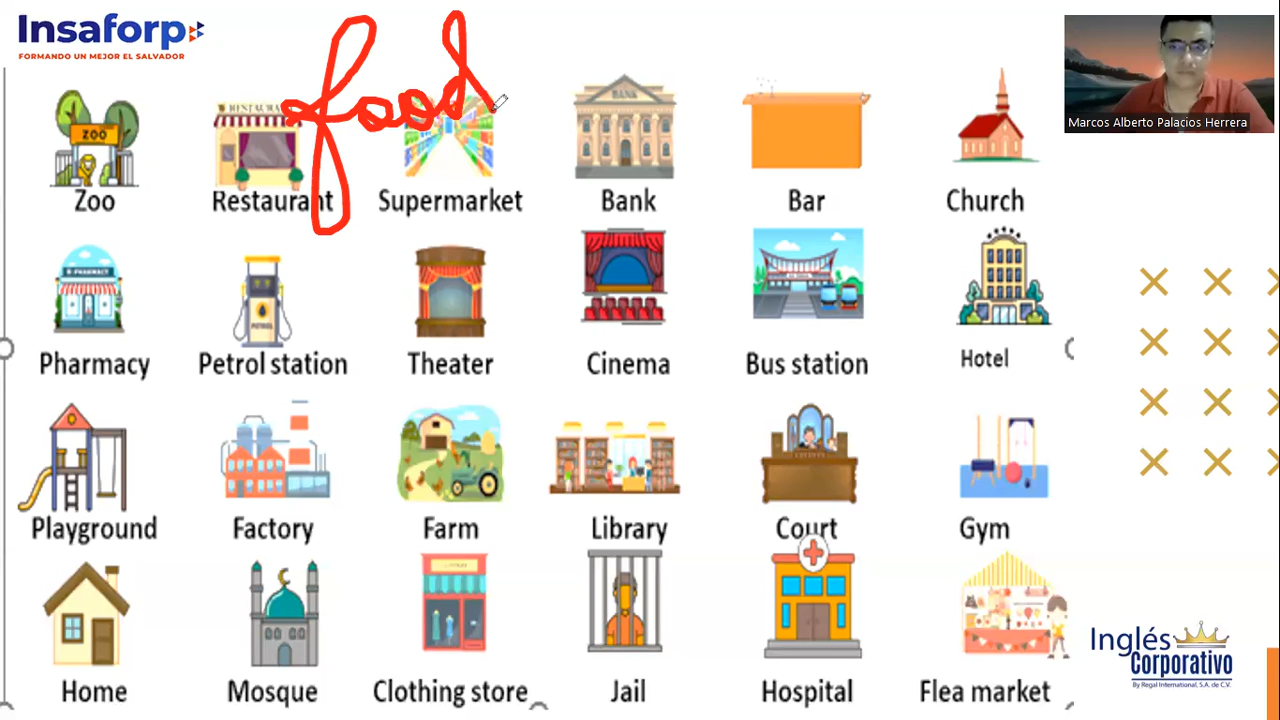 Insaforp
FORMANDO UN MEJOR EL SALVADOR
food
Marcos Alberto Palacios Herrera
ZOO
RESTAURA
BANK
Zoo Restaurant Supermarket Bank Bar Church
PHARMACY
PETROL
Pharmacy Petrol station Theater Cinema Bus station Hotel
Playground Factory Farm Library Court Gym
Home Mosque Clothing store Jail Hospital Flea market
Inglés
Corporativo
By Regal International, S.A. de C.V.